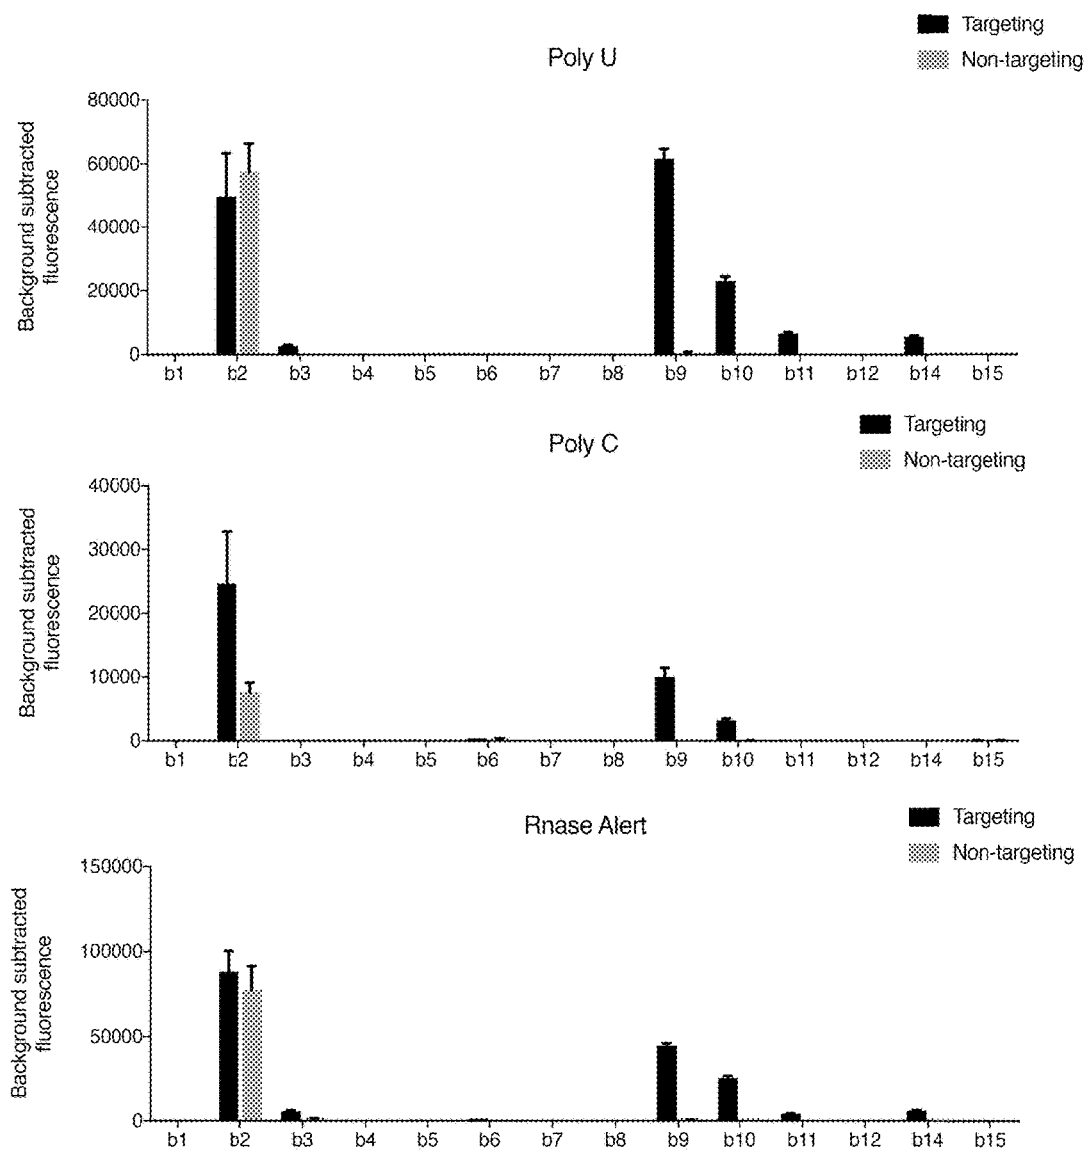 Targeting
Poly U
Non-targeting
Background subtracted
fluorescence
80000
60000
40000
20000
0
b1 b2 b3 b4 b5 b6 b7 b8 b9 b10 b11 b12 b14 b15
Targeting
Poly C
Non-targeting
Background subtracted
fluorescence
40000
30000
20000
10000
0
b1 b2 b3 b4 b5 b6 b7 b8 b9 b10 b11 b12 b14 b15
Targeting
Rnase Alert
Non-targeting
Background subtracted
fluorescence
150000
100000
50000
0
b1 b2 b3 b4 b5 b6 b7 b8 b9 b10 b11 b12 b14 b15